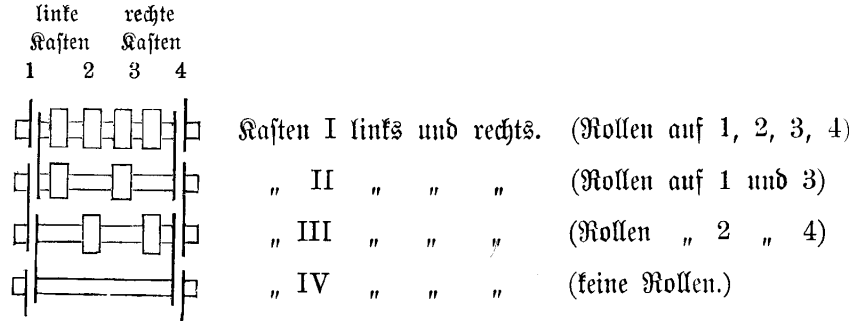 linke rechte
Kasten Kasten
1 2 3 4
Kasten I links und rechts. (Rollen auf 1, 2, 3, 4)
„ II „ „ „ (Rollen auf 1 und 3)
„ III „ „ „ (Rollen „ 2 „ 4)
„ IV „ „ „ (keine Rollen.)